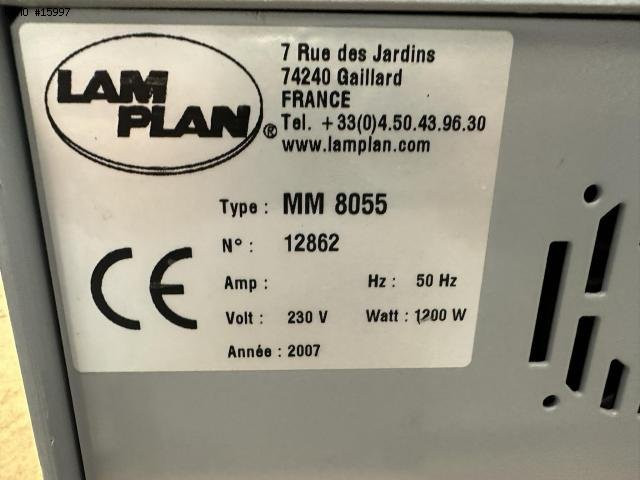 #15997
LAM
PLAN®
7 Rue des Jardins
74240 Gaillard
FRANCE
Tel. +33(0)4.50.43.96.30
www.lamplan.com
Type : MM 8055
N° : 12862
CE
Amp : Hz : 50 Hz
Volt : 230 V Watt : 1200 W
Année : 2007